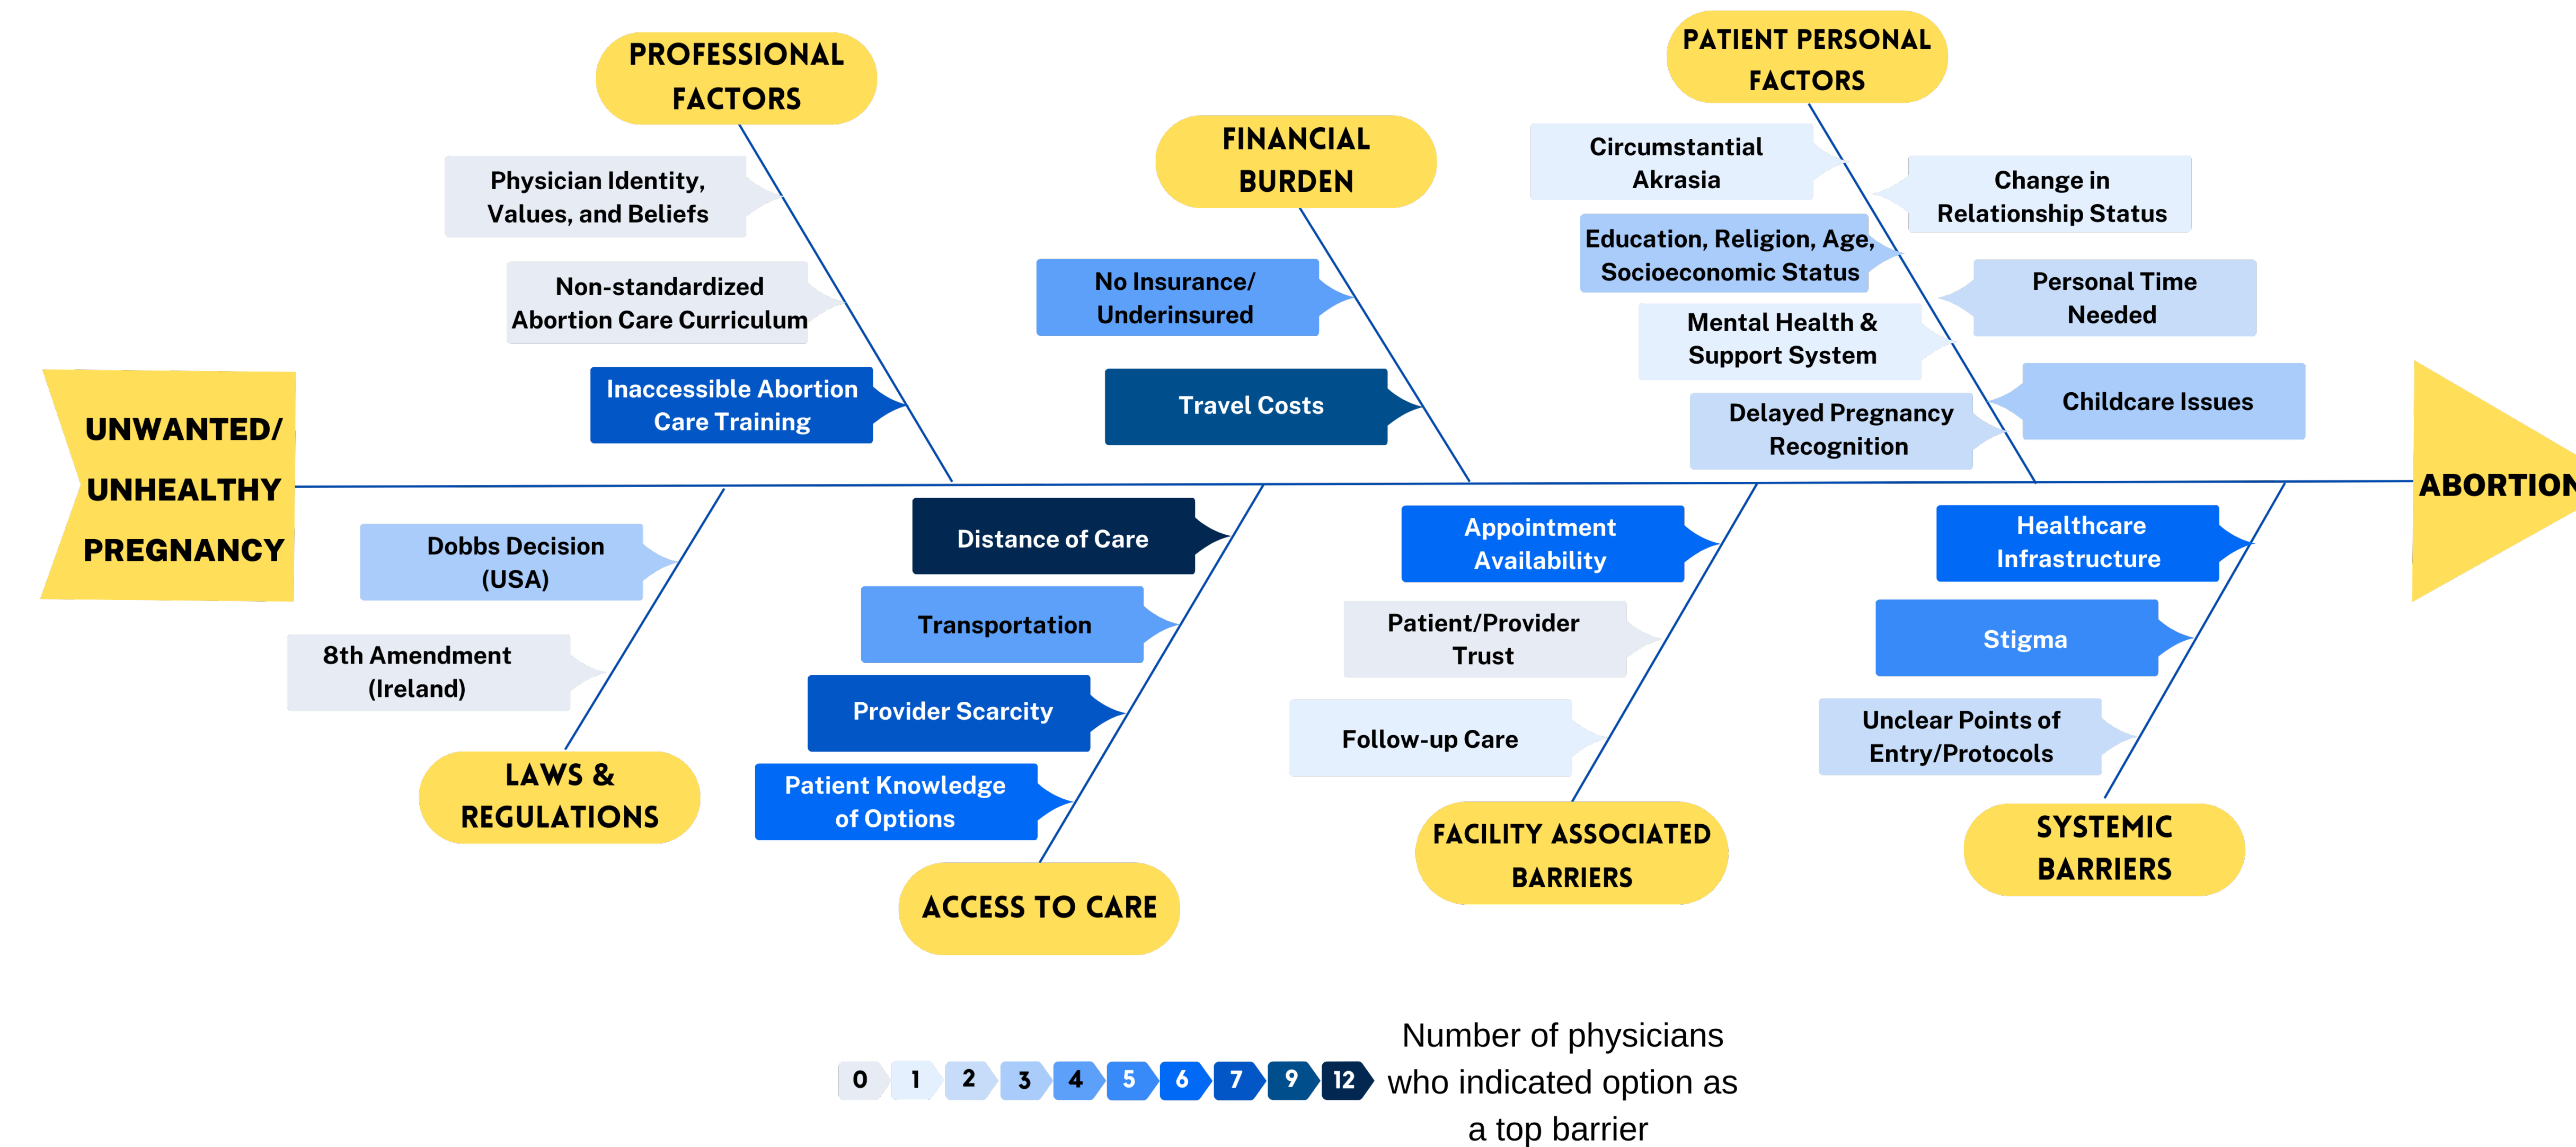 PROFESSIONAL
FACTORS
Physician Identity,
Values, and Beliefs
Non-standardized
Abortion Care Curriculum
Inaccessible Abortion
Care Training
FINANCIAL
BURDEN
No Insurance/
Underinsured
Travel Costs
PATIENT PERSONAL
FACTORS
Circumstantial
Akrasia
Change in
Relationship Status
Education, Religion, Age,
Socioeconomic Status
Personal Time
Needed
Mental Health &
Support System
Childcare Issues
Delayed Pregnancy
Recognition
UNWANTED/
UNHEALTHY
PREGNANCY
ABORTION
Dobbs Decision
(USA)
8th Amendment
(Ireland)
LAWS &
REGULATIONS
Distance of Care
Transportation
Provider Scarcity
Patient Knowledge
of Options
ACCESS TO CARE
Appointment
Availability
Patient/Provider
Trust
Follow-up Care
FACILITY ASSOCIATED
BARRIERS
Healthcare
Infrastructure
Stigma
Unclear Points of
Entry/Protocols
SYSTEMIC
BARRIERS
0 1 2 3 4 5 6 7 9 12
Number of physicians
who indicated option as
a top barrier